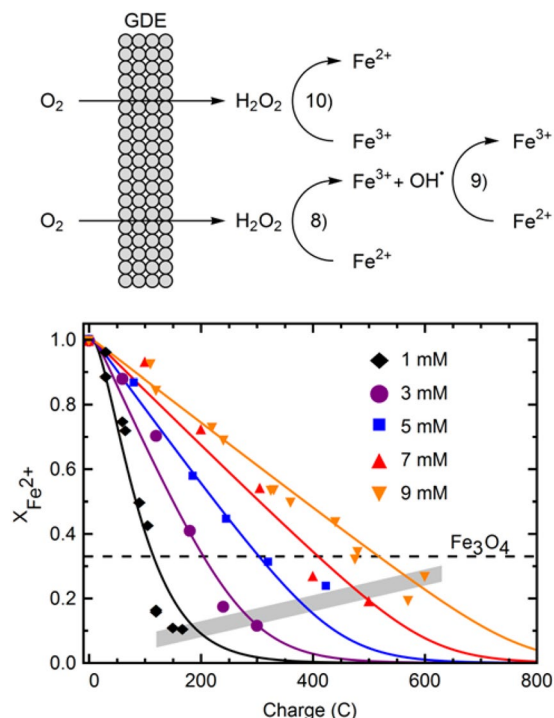 GDE
Fe²⁺
O₂ H₂O₂ 10)
Fe³⁺ Fe³⁺
Fe³⁺ + OH• 9)
O₂ H₂O₂ 8) Fe²⁺
Fe²⁺
1.0
0.8
0.6
0.4
0.2
0.0
X Fe²⁺
1 mM
3 mM
5 mM
7 mM
9 mM
Fe₃O₄
0 200 400 600 800
Charge (C)